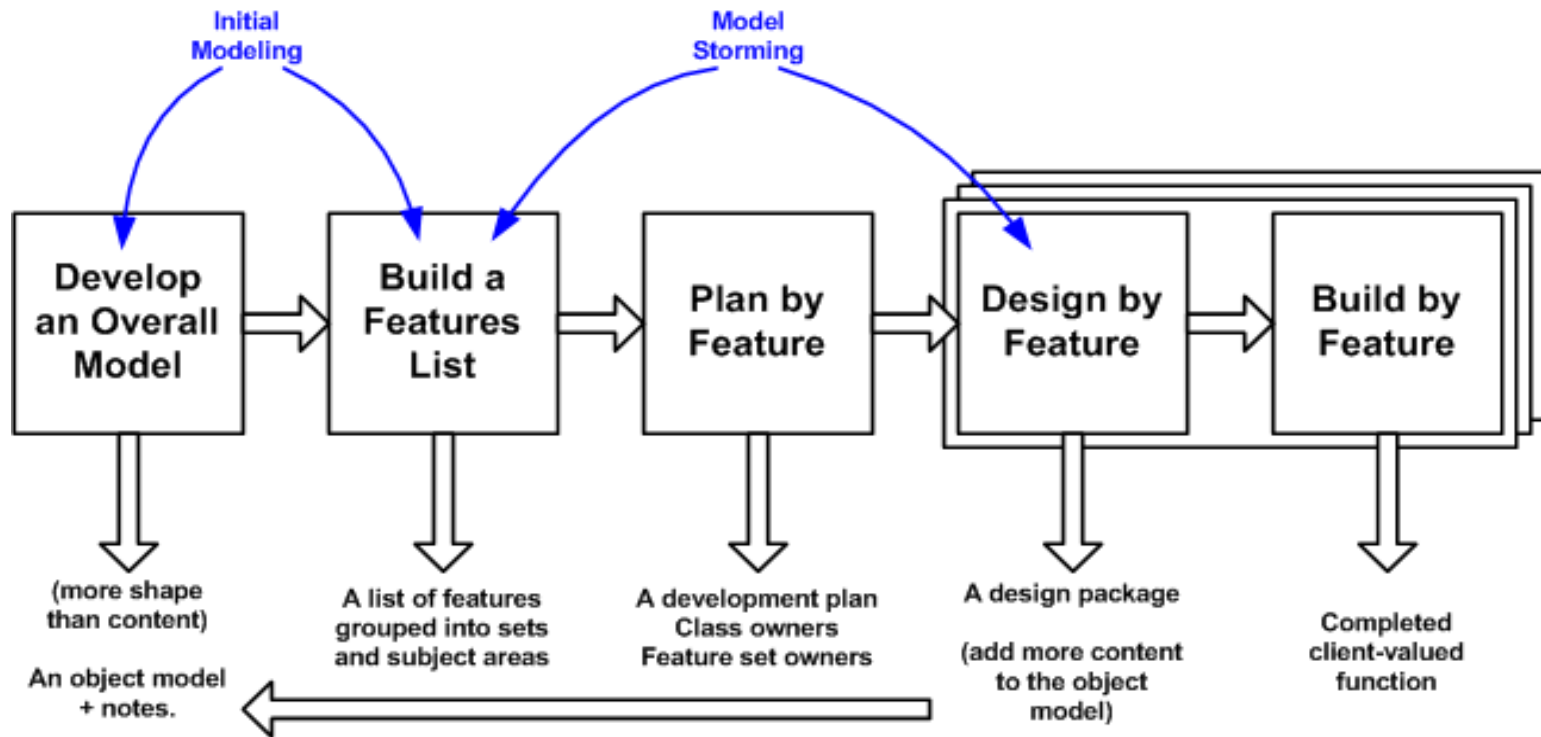 Initial
Modeling
Model
Storming
Develop
an Overall
Model
Build a
Features
List
Plan by
Feature
Design by
Feature
Build by
Feature
(more shape
than content)
An object model
+ notes.
A list of features
grouped into sets
and subject areas
A development plan
Class owners
Feature set owners
A design package
(add more content
to the object
model)
Completed
client-valued
function